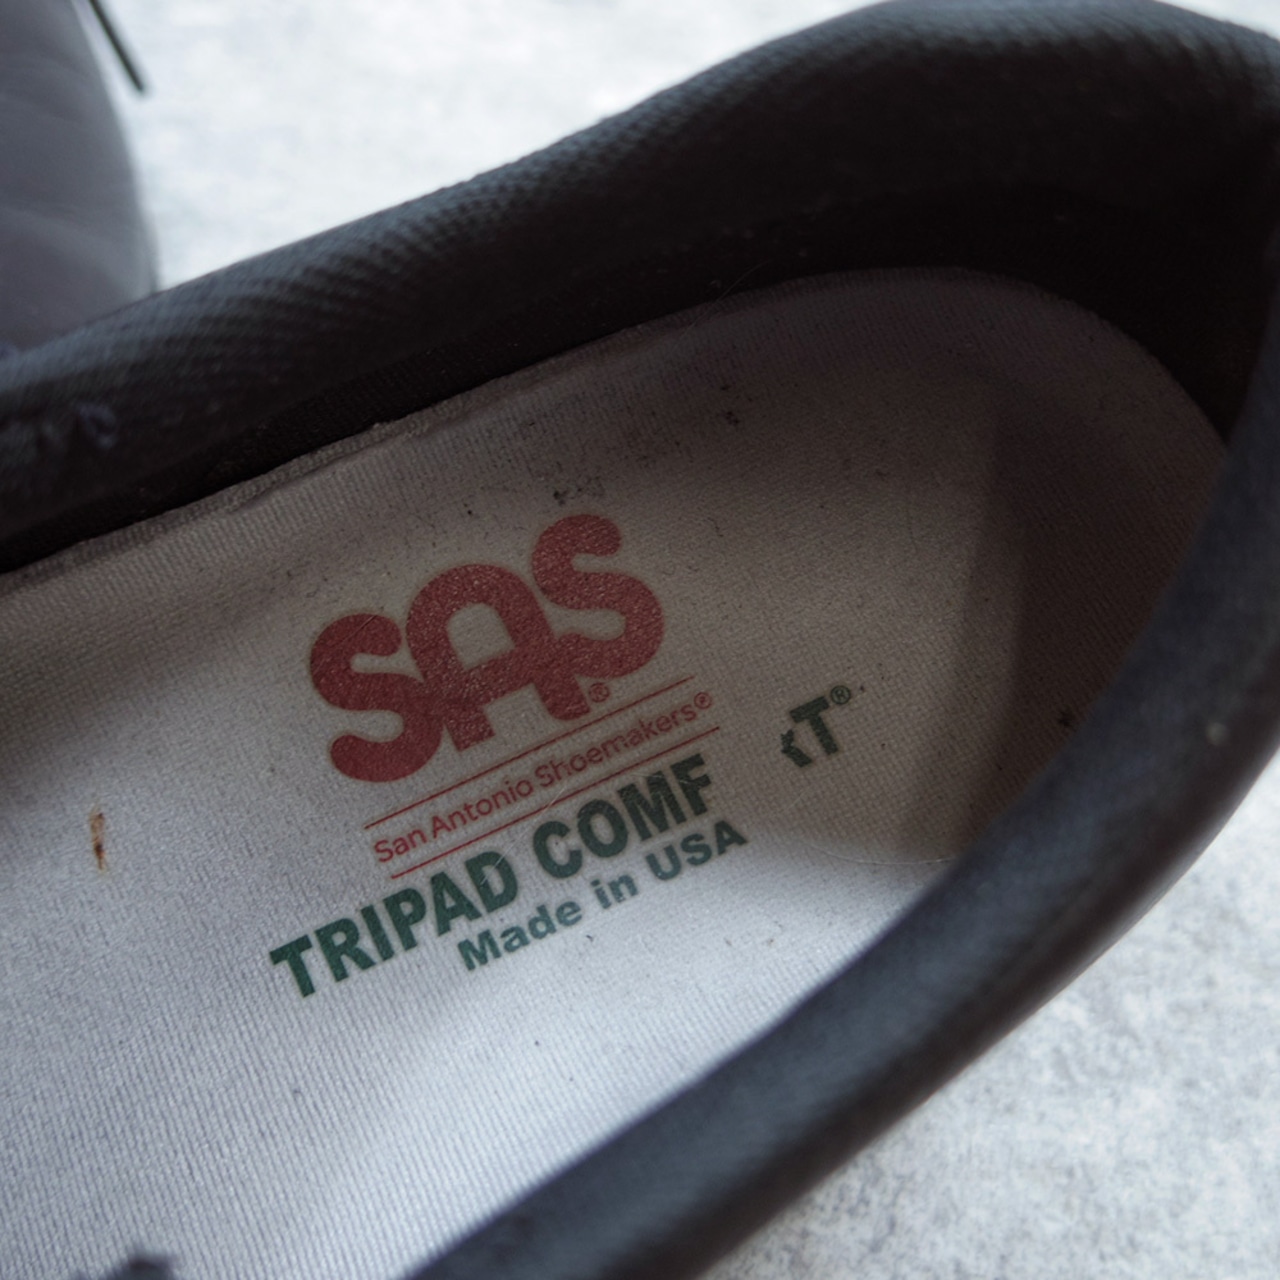 SAS®
San Antonio Shoemakers®
TRIPAD COMF T®
Made in USA